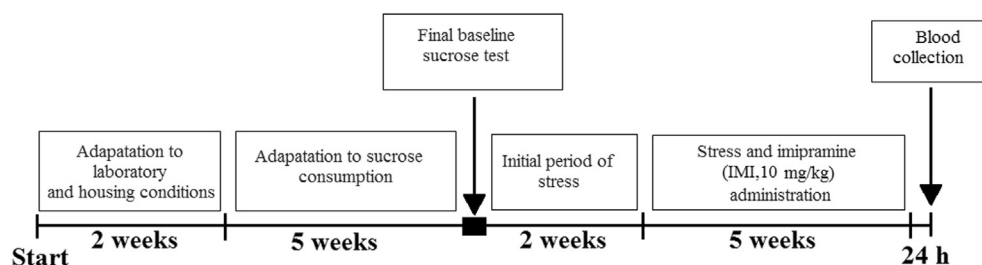 Final baseline
sucrose test
Blood
collection
Adapatation to
laboratory
and housing conditions
Adapatation to sucrose
consumption
Initial period of
stress
Stress and imipramine
(IMI,10 mg/kg)
administration
Start
2 weeks
5 weeks
2 weeks
5 weeks
24 h